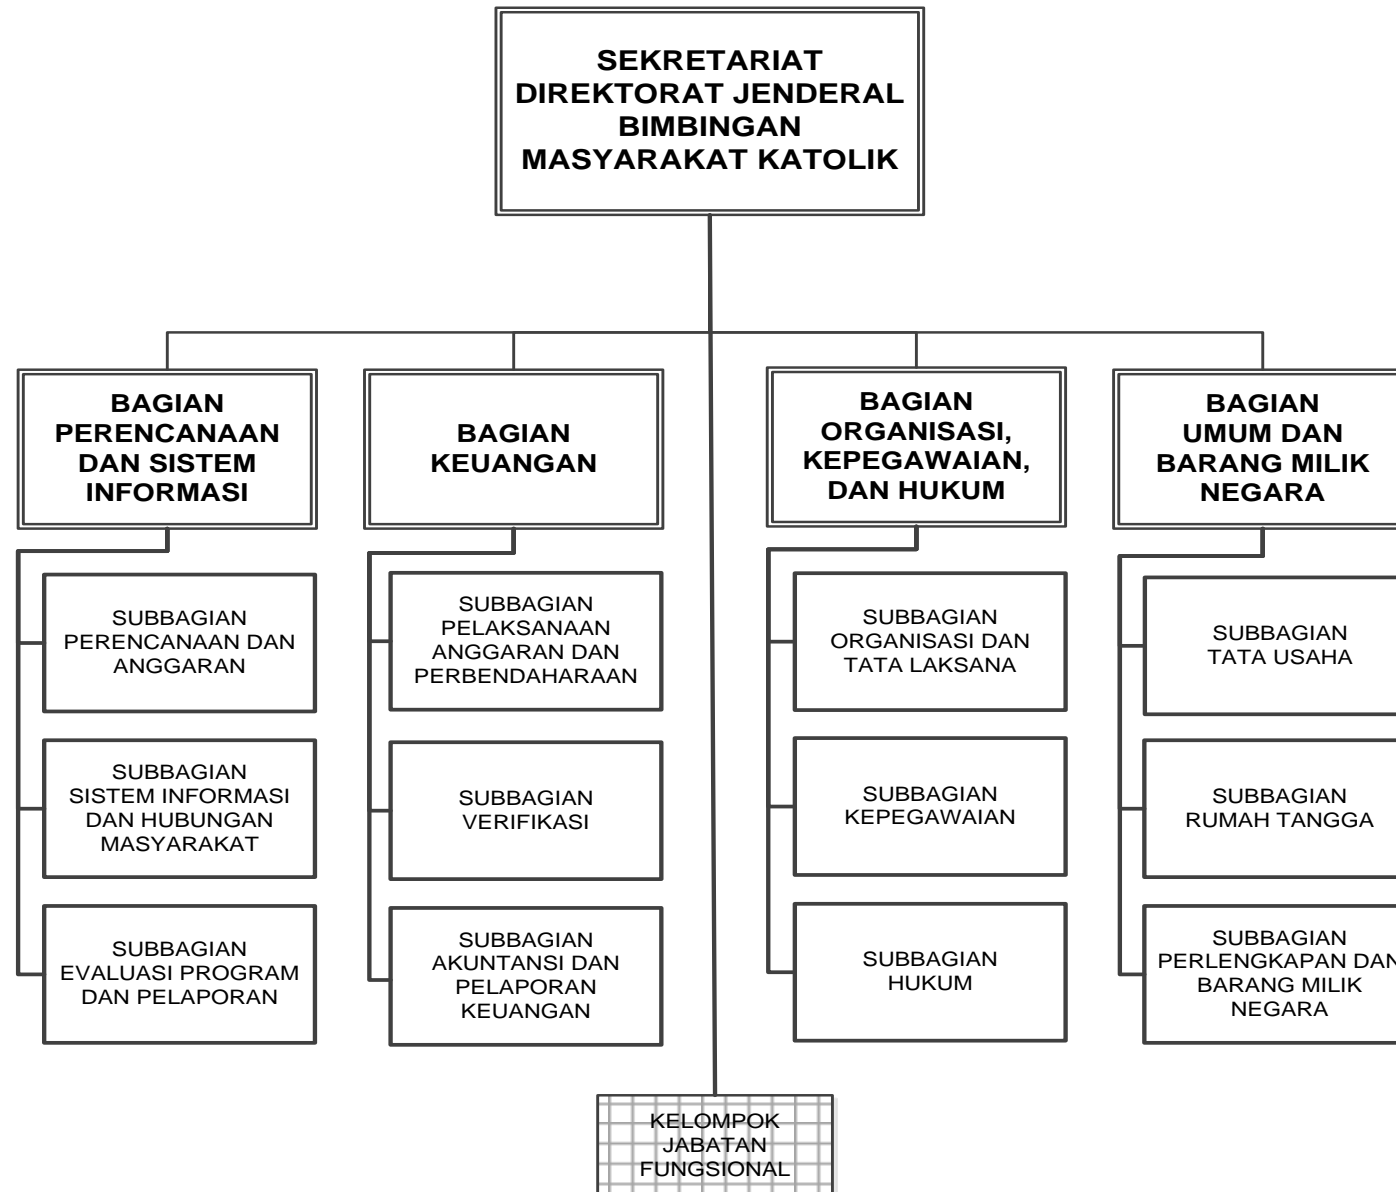 SEKRETARIAT
DIREKTORAT JENDERAL
BIMBINGAN
MASYARAKAT KATOLIK
BAGIAN
PERENCANAAN
DAN SISTEM
INFORMASI
BAGIAN
KEUANGAN
BAGIAN
ORGANISASI,
KEPEGAWAIAN,
DAN HUKUM
BAGIAN
UMUM DAN
BARANG MILIK
NEGARA
SUBBAGIAN
PERENCANAAN DAN
ANGGARAN
SUBBAGIAN
SISTEM INFORMASI
DAN HUBUNGAN
MASYARAKAT
SUBBAGIAN
EVALUASI PROGRAM
DAN PELAPORAN
SUBBAGIAN
PELAKSANAAN
ANGGARAN DAN
PERBENDAHARAAN
SUBBAGIAN
VERIFIKASI
SUBBAGIAN
AKUNTANSI DAN
PELAPORAN
KEUANGAN
SUBBAGIAN
ORGANISASI DAN
TATA LAKSANA
SUBBAGIAN
KEPEGAWAIAN
SUBBAGIAN
HUKUM
SUBBAGIAN
TATA USAHA
SUBBAGIAN
RUMAH TANGGA
SUBBAGIAN
PERLENGKAPAN DAN
BARANG MILIK
NEGARA
KELOMPOK
JABATAN
FUNGSIONAL